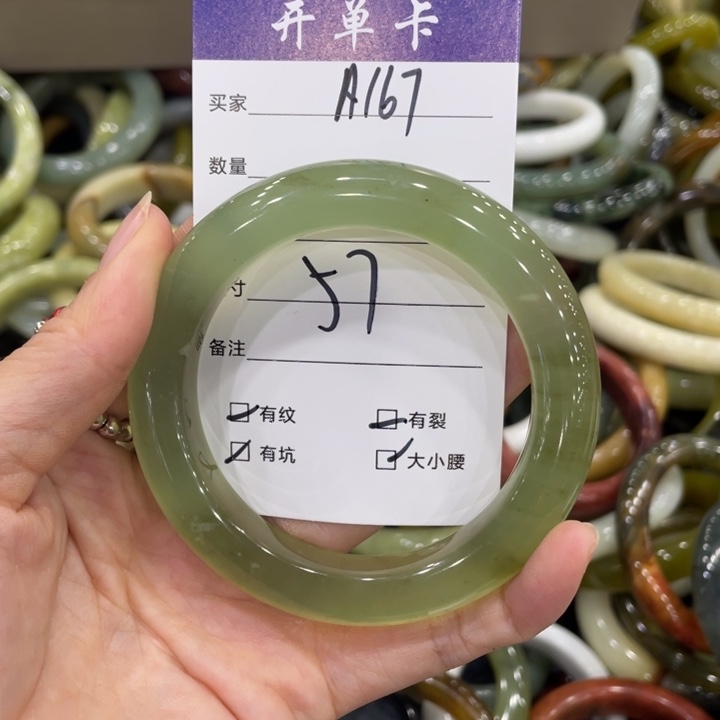 开单卡
买家 A167
数量
寸 57
备注
有纹 有裂
有坑 大小腰